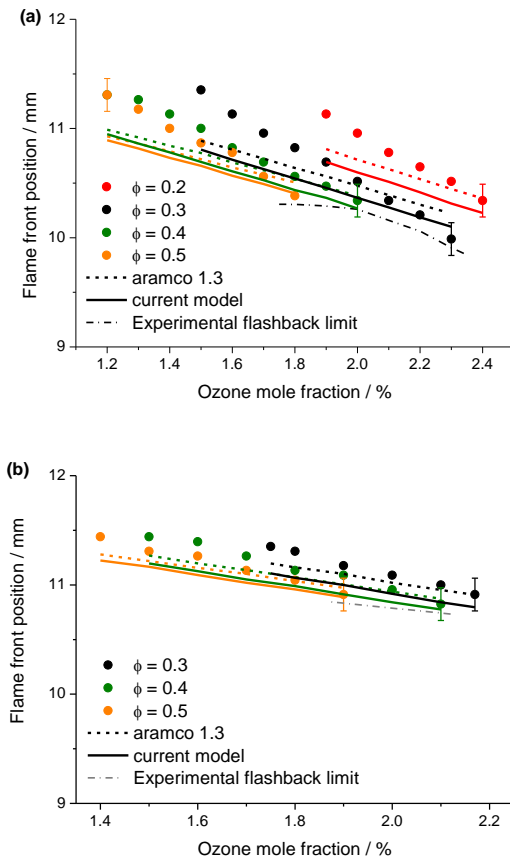 (a)
12
11
10
9
Flame front position / mm
ϕ = 0.2
ϕ = 0.3
ϕ = 0.4
ϕ = 0.5
aramco 1.3
current model
Experimental flashback limit
1.2 1.4 1.6 1.8 2.0 2.2 2.4
Ozone mole fraction / %
(b)
12
11
10
9
Flame front position / mm
ϕ = 0.3
ϕ = 0.4
ϕ = 0.5
aramco 1.3
current model
Experimental flashback limit
1.4 1.6 1.8 2.0 2.2
Ozone mole fraction / %